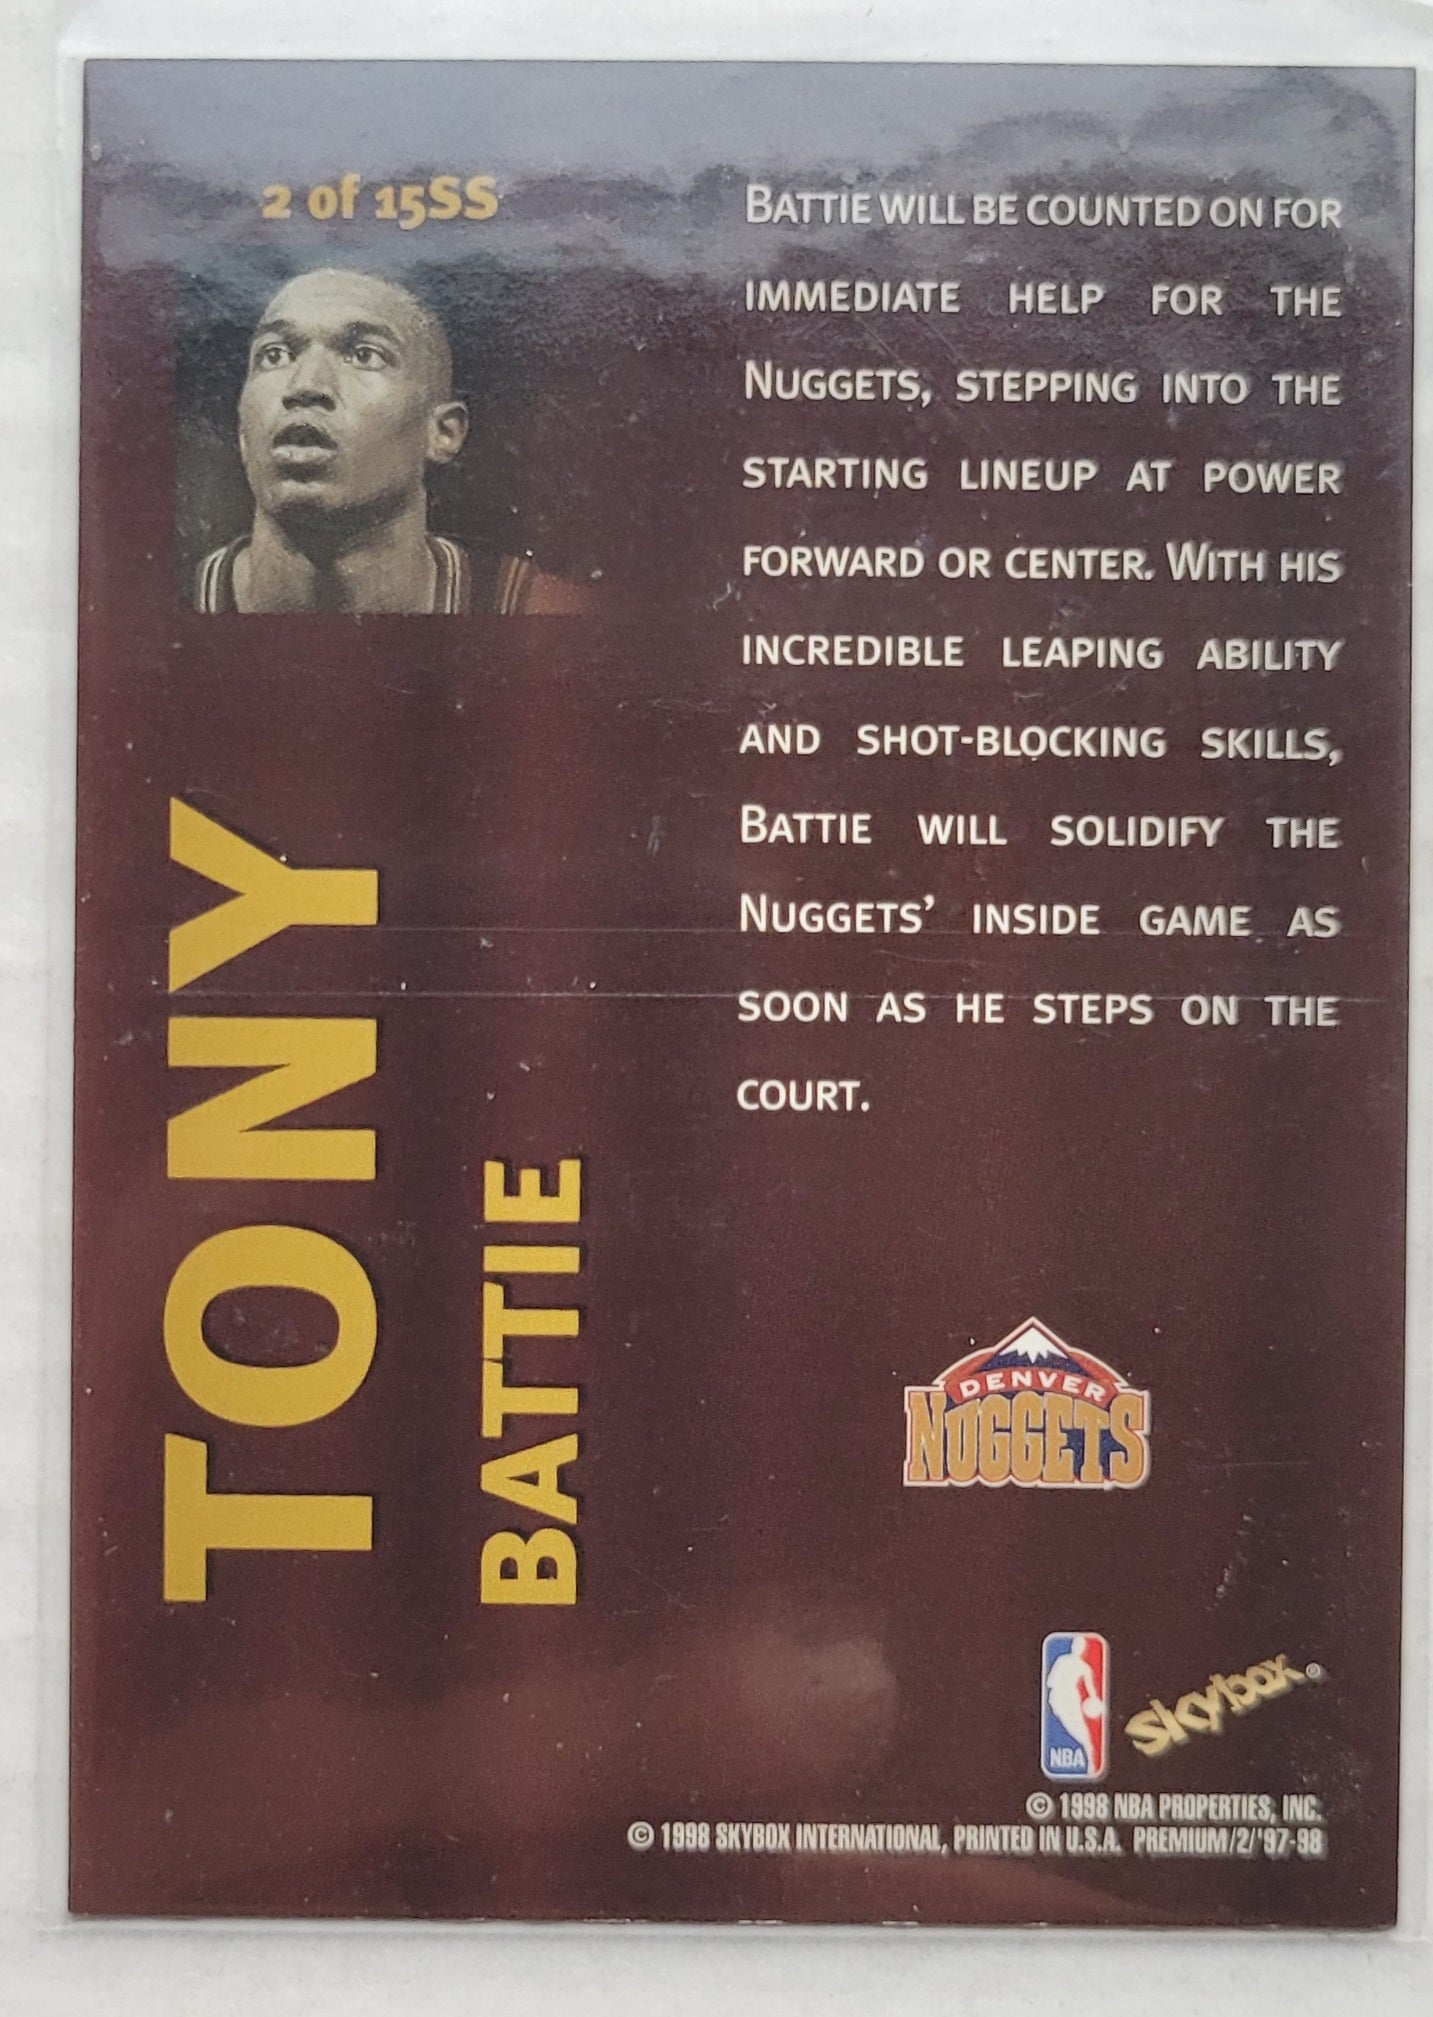 2 of 15SS
BATTIE WILL BE COUNTED ON FOR
IMMEDIATE HELP FOR THE
NUGGETS, STEPPING INTO THE
STARTING LINEUP AT POWER
FORWARD OR CENTER. WITH HIS
INCREDIBLE LEAPING ABILITY
AND SHOT-BLOCKING SKILLS,
BATTIE WILL SOLIDIFY THE
NUGGETS' INSIDE GAME AS
SOON AS HE STEPS ON THE
COURT.
TONY
BATTIE
DENVER
NUGGETS
NBA
skybox®
© 1998 NBA PROPERTIES, INC.
© 1998 SKYBOX INTERNATIONAL, PRINTED IN U.S.A. PREMIUM/2/'97-98